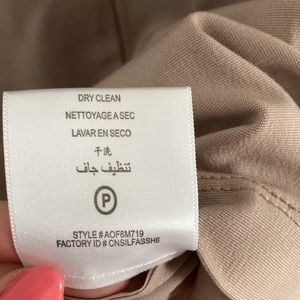 DRY CLEAN
NETTOYAGE A SEC
LAVAR EN SECO
干洗
تنظيف جاف
P
STYLE # AOF6M719
FACTORY ID # CNSILFASSHE